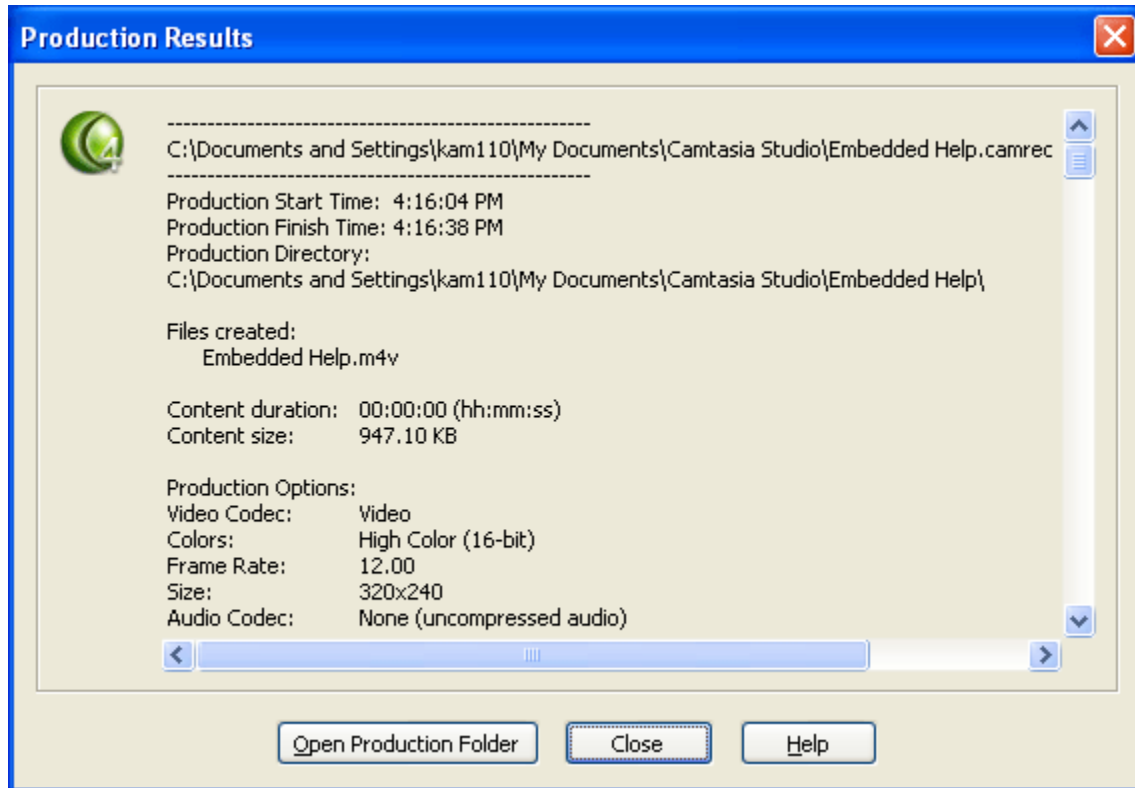 Production Results
----------------------------------------------------
C:\Documents and Settings\kam110\My Documents\Camtasia Studio\Embedded Help.camrec
----------------------------------------------------
Production Start Time:  4:16:04 PM
Production Finish Time: 4:16:38 PM
Production Directory:
C:\Documents and Settings\kam110\My Documents\Camtasia Studio\Embedded Help\
Files created:
Embedded Help.m4v
Content duration: 00:00:00 (hh:mm:ss)
Content size: 947.10 KB
Production Options:
Video Codec: Video
Colors: High Color (16-bit)
Frame Rate: 12.00
Size: 320x240
Audio Codec: None (uncompressed audio)
Open Production Folder Close Help